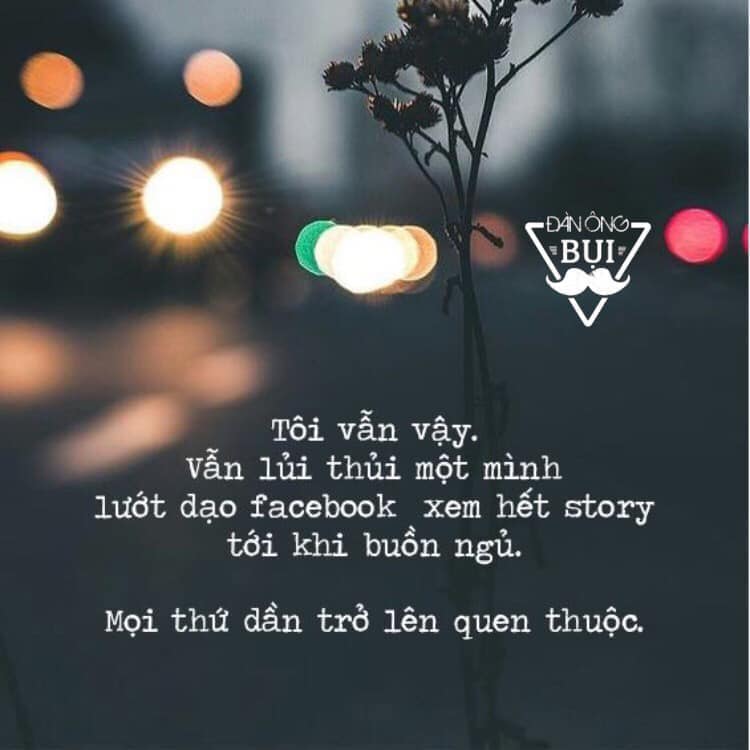 ĐÀN ÔNG
BỤI
Tôi vẫn vậy.
Vẫn lủi thủi một mình
lướt dạo facebook xem hết story
tới khi buồn ngủ.
Mọi thứ dần trở lên quen thuộc.